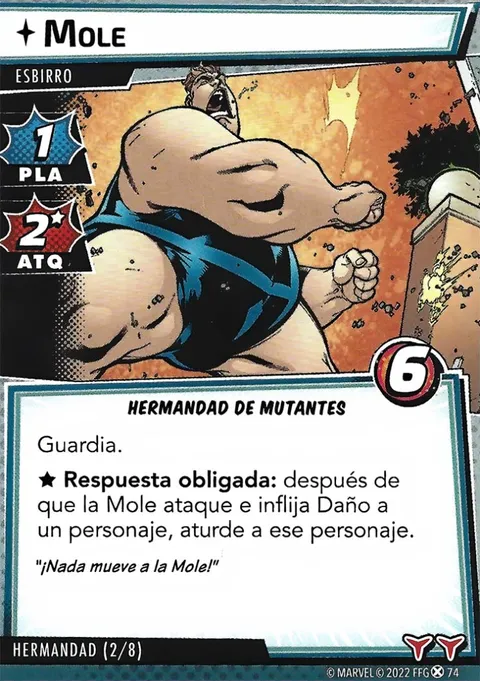 MOLE
ESBIRRO
1
PLA
2★
ATQ
6
HERMANDAD DE MUTANTES
Guardia.
★ Respuesta obligada: después de
que la Mole ataque e inflija Daño a
un personaje, aturde a ese personaje.
"¡Nada mueve a la Mole!"
HERMANDAD (2/8)
© MARVEL © 2022 FFG 74